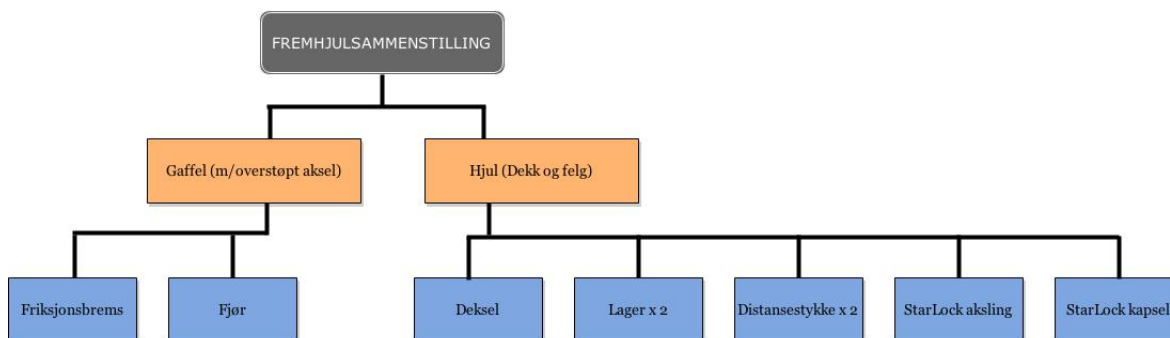 FREMHJULSAMMENSTILLING
Gaffel (m/overstøpt aksel)
Hjul (Dekk og felg)
Friksjonsbrems
Fjør
Deksel
Lager x 2
Distansestykke x 2
StarLock aksling
StarLock kapsel